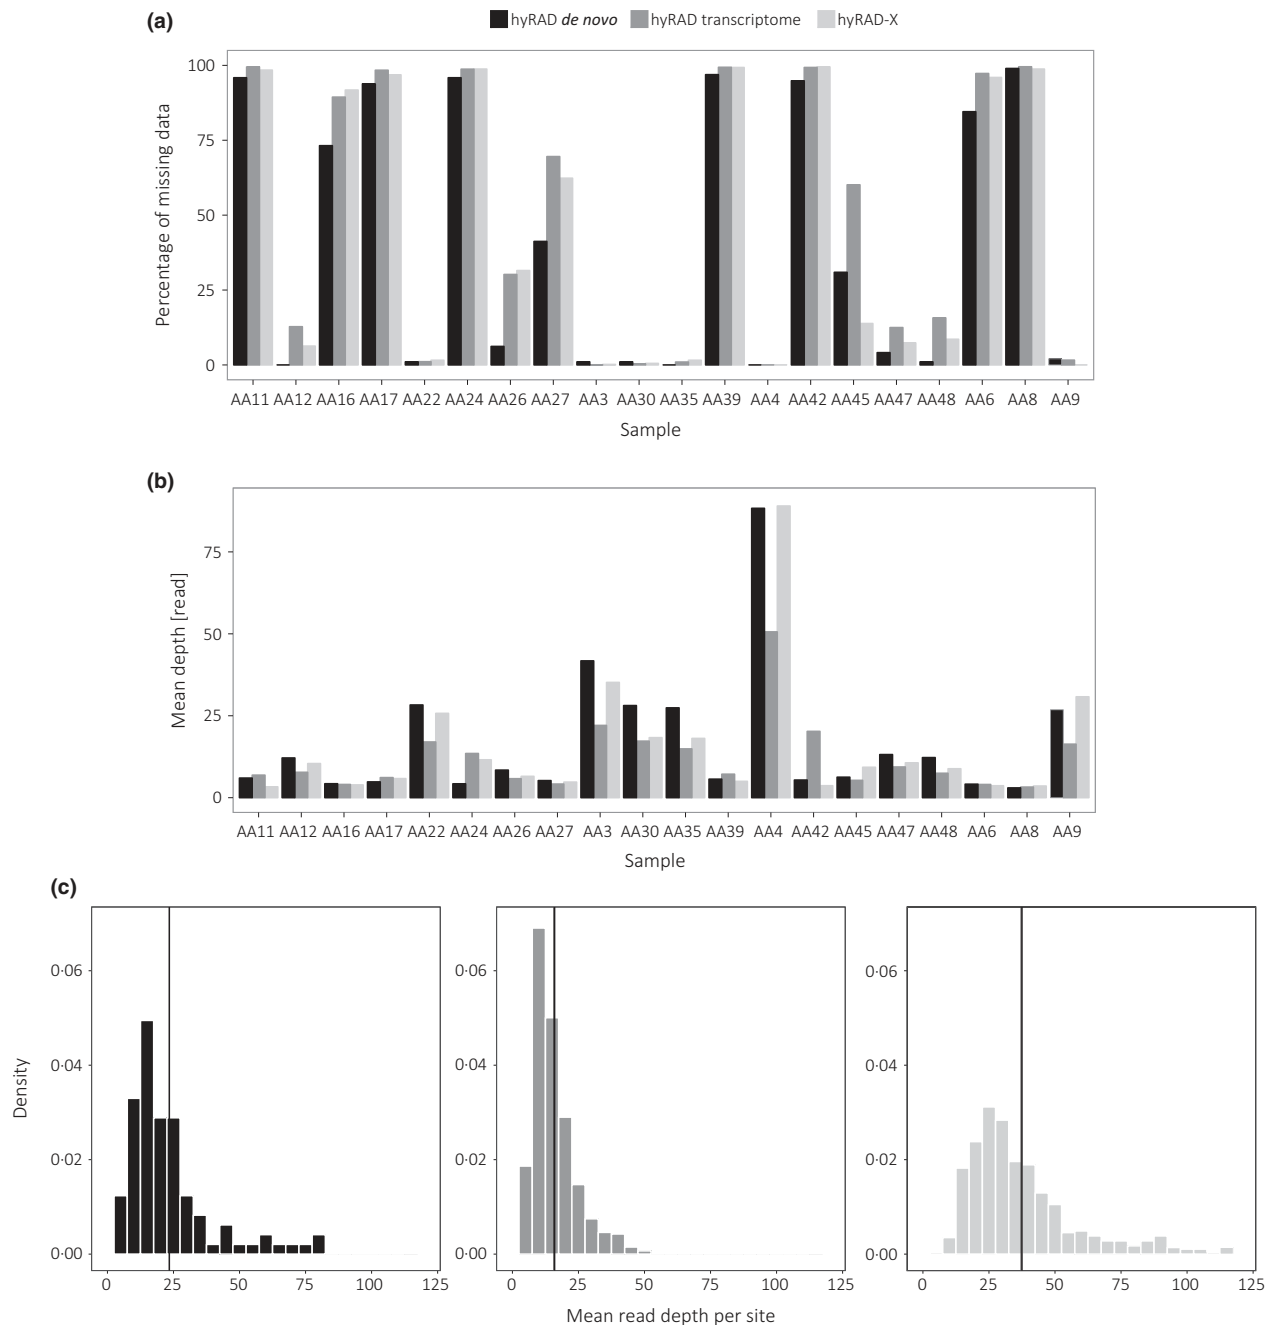 (a)
hyRAD de novo hyRAD transcriptome hyRAD-X
Percentage of missing data
100
75
50
25
0
AA11 AA12 AA16 AA17 AA22 AA24 AA26 AA27 AA3 AA30 AA35 AA39 AA4 AA42 AA45 AA47 AA48 AA6 AA8 AA9
Sample
(b)
Mean depth [read]
75
50
25
0
AA11 AA12 AA16 AA17 AA22 AA24 AA26 AA27 AA3 AA30 AA35 AA39 AA4 AA42 AA45 AA47 AA48 AA6 AA8 AA9
Sample
(c)
Density
0·06 0·06 0·06
0·04 0·04 0·04
0·02 0·02 0·02
0·00 0·00 0·00
0 25 50 75 100 125 0 25 50 75 100 125 0 25 50 75 100 125
Mean read depth per site